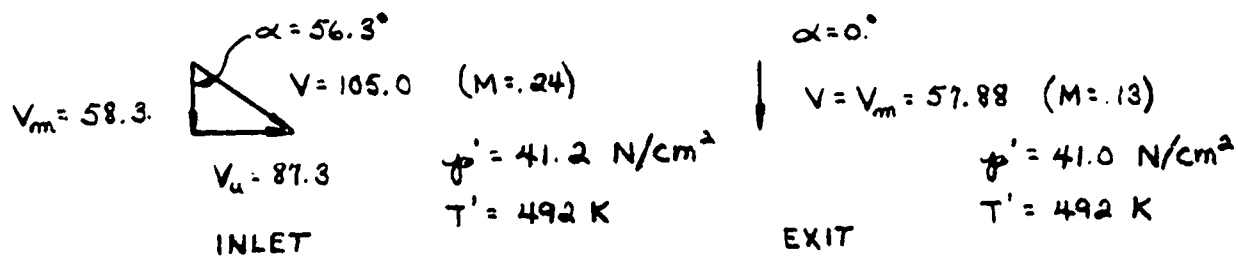 α = 56.3°
V = 105.0 (M = .24)
V_m = 58.3.
V_u = 87.3
p' = 41.2 N/cm²
T' = 492 K
INLET
α = 0.°
V = V_m = 57.88 (M = .13)
p' = 41.0 N/cm²
T' = 492 K
EXIT